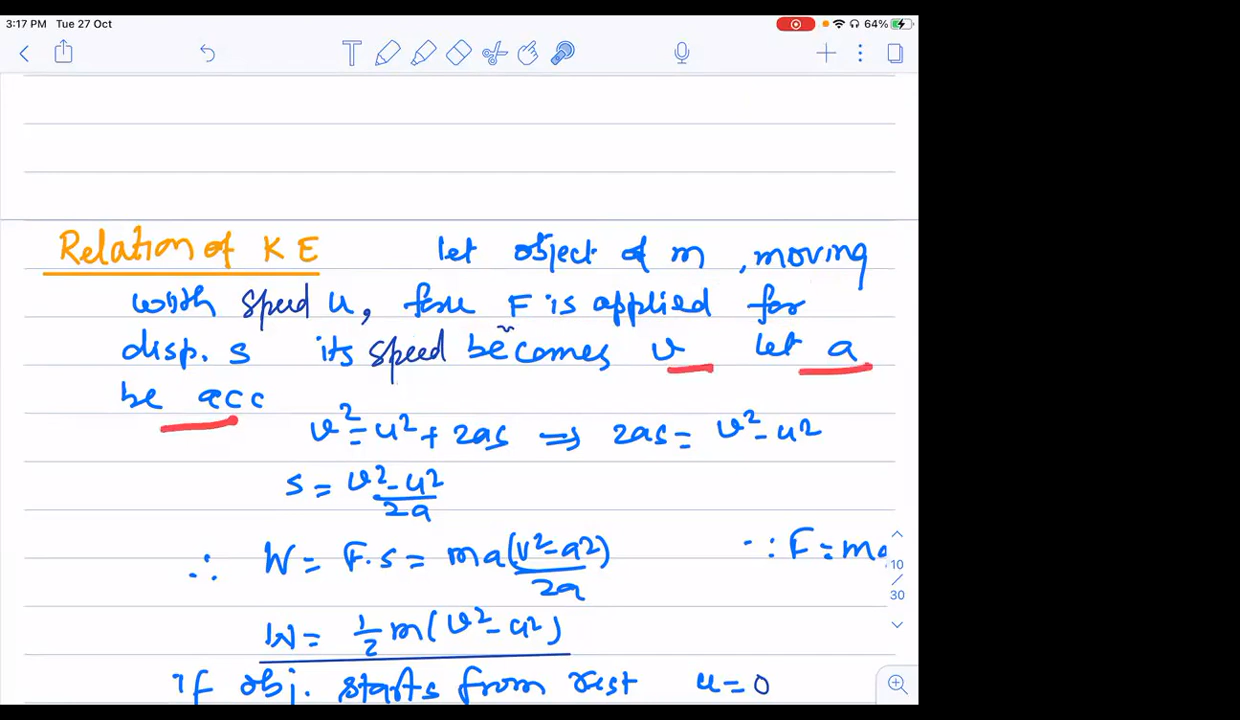 3:17 PM Tue 27 Oct 64%
T
Relation of K E let object of m , moving
with speed u, force F is applied for
disp. s its speed becomes v let a
be acc
v² = u² + 2as ⇒ 2as = v² - u²
s = v² - u² / 2a
∴ W = F.s = ma(v² - a²) / 2a ∵ F = ma
10
/
30
W = 1/2 m(v² - u²)
If obj. starts from rest u = 0